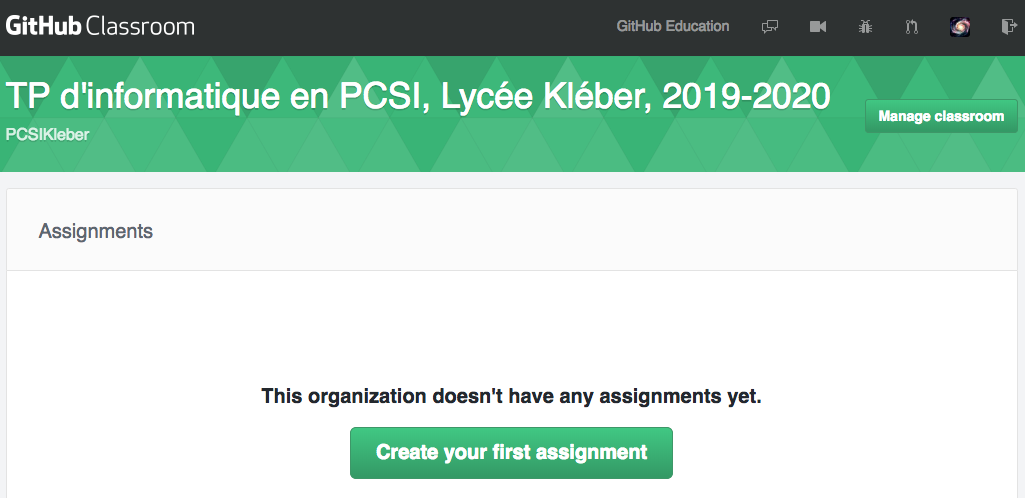 GitHub Classroom
GitHub Education
TP d'informatique en PCSI, Lycée Kléber, 2019-2020
PCSIKleber
Manage classroom
Assignments
This organization doesn't have any assignments yet.
Create your first assignment